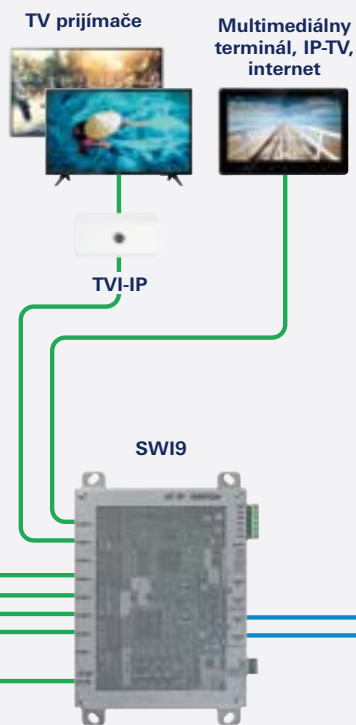 TV prijímače
Multimediálny
terminál, IP-TV,
internet
TVI-IP
SWI9